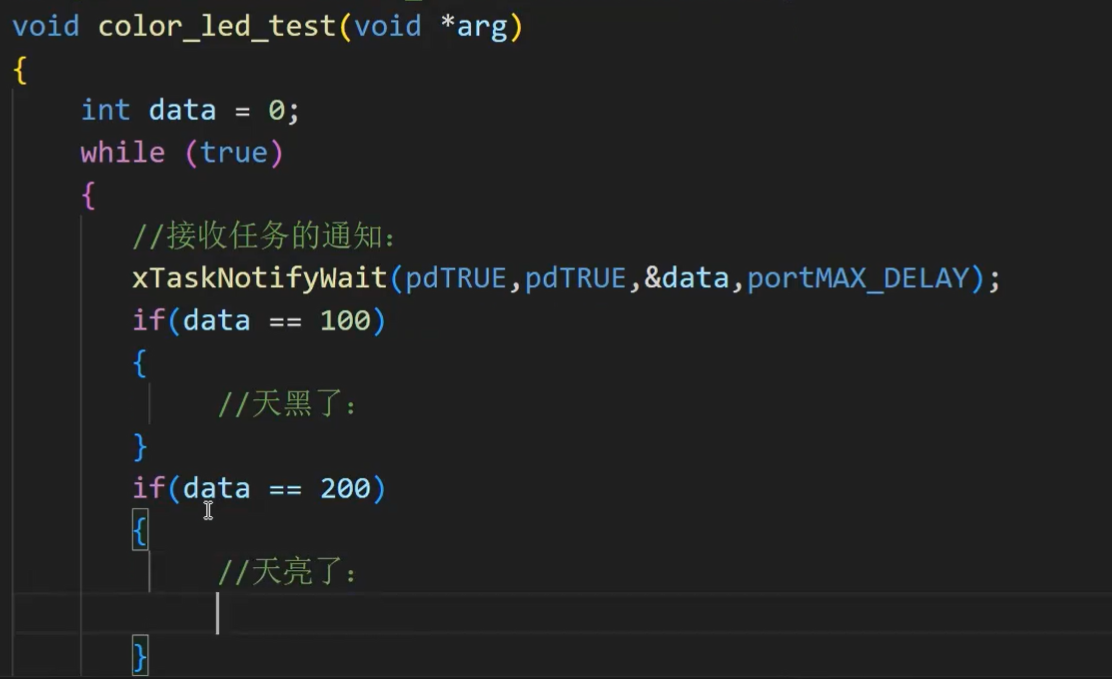 void color_led_test(void *arg)
{
int data = 0;
while (true)
{
//接收任务的通知：
xTaskNotifyWait(pdTRUE,pdTRUE,&data,portMAX_DELAY);
if(data == 100)
{
//天黑了：
}
if(data == 200)
{
//天亮了：
}